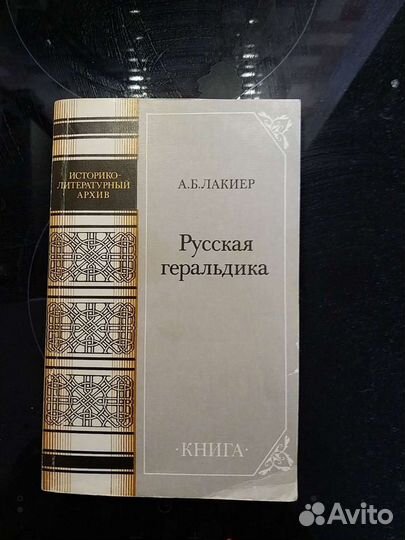 ИСТОРИКО-
ЛИТЕРАТУРНЫЙ
АРХИВ
А.Б.ЛАКИЕР
Русская
геральдика
·КНИГА·
Avito